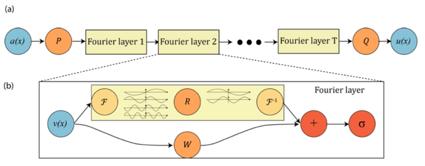 (a)
a(x) P Fourier layer 1 Fourier layer 2 ••• Fourier layer T Q u(x)
(b)
Fourier layer
ℱ R ℱ⁻¹
v(x) + σ
W